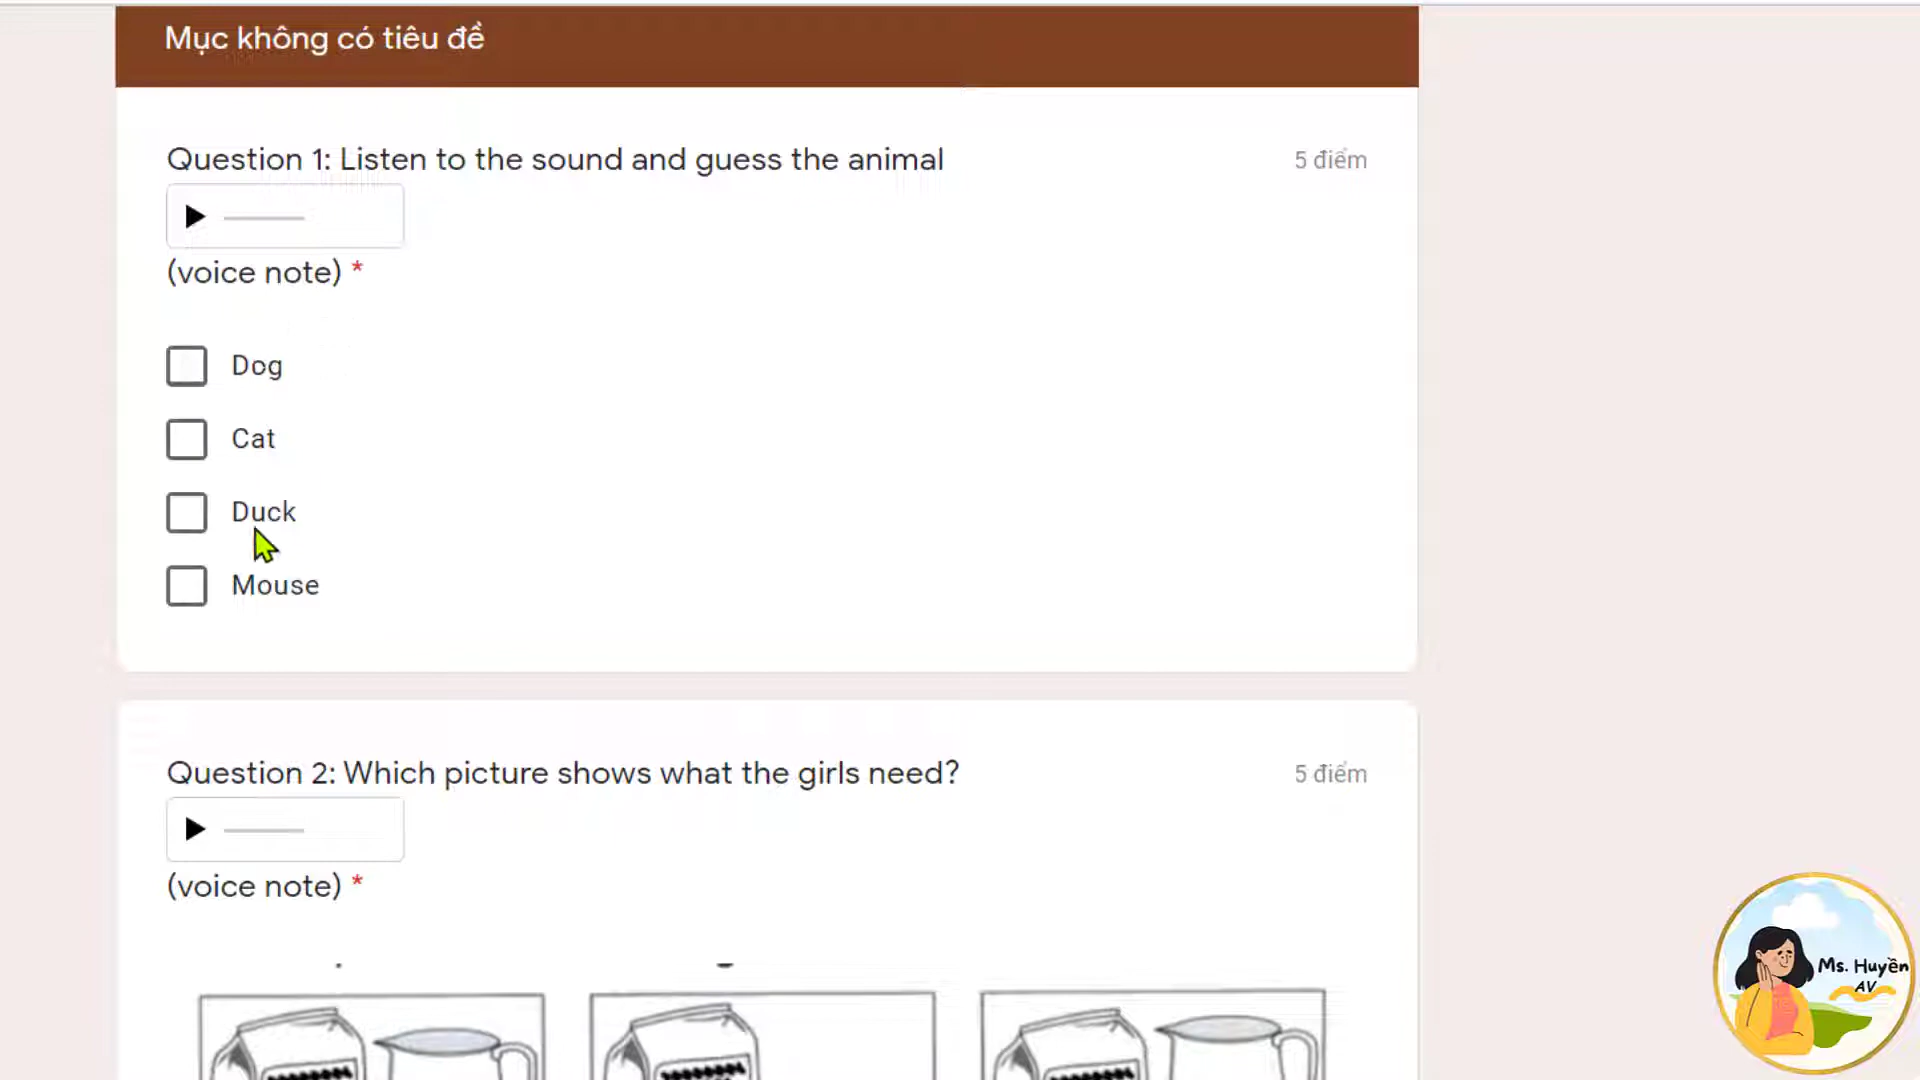 Mục không có tiêu đề
Question 1: Listen to the sound and guess the animal
5 điểm
(voice note) *
Dog
Cat
Duck
Mouse
Question 2: Which picture shows what the girls need?
5 điểm
(voice note) *
Ms. Huyền
AV